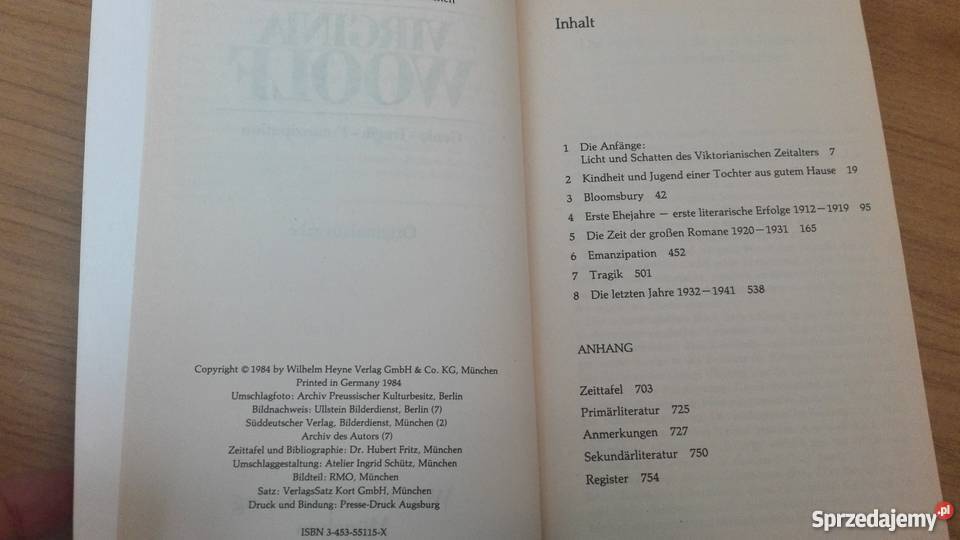 VIRGINIA
WOOLF
Copyright © 1984 by Wilhelm Heyne Verlag GmbH & Co. KG, München
Printed in Germany 1984
Umschlagfoto: Archiv Preussischer Kulturbesitz, Berlin
Bildnachweis: Ullstein Bilderdienst, Berlin (7)
Süddeutscher Verlag, Bilderdienst, München (2)
Archiv des Autors (7)
Zeittafel und Bibliographie: Dr. Hubert Fritz, München
Umschlaggestaltung: Atelier Ingrid Schütz, München
Bildteil: RMO, München
Satz: VerlagsSatz Kort GmbH, München
Druck und Bindung: Presse-Druck Augsburg
ISBN 3-453-55115-X
Inhalt
1 Die Anfänge:
Licht und Schatten des Viktorianischen Zeitalters 7
2 Kindheit und Jugend einer Tochter aus gutem Hause 19
3 Bloomsbury 42
4 Erste Ehejahre — erste literarische Erfolge 1912—1919 95
5 Die Zeit der großen Romane 1920—1931 165
6 Emanzipation 452
7 Tragik 501
8 Die letzten Jahre 1932—1941 538
ANHANG
Zeittafel 703
Primärliteratur 725
Anmerkungen 727
Sekundärliteratur 750
Register 754
Sprzedajemy.pl